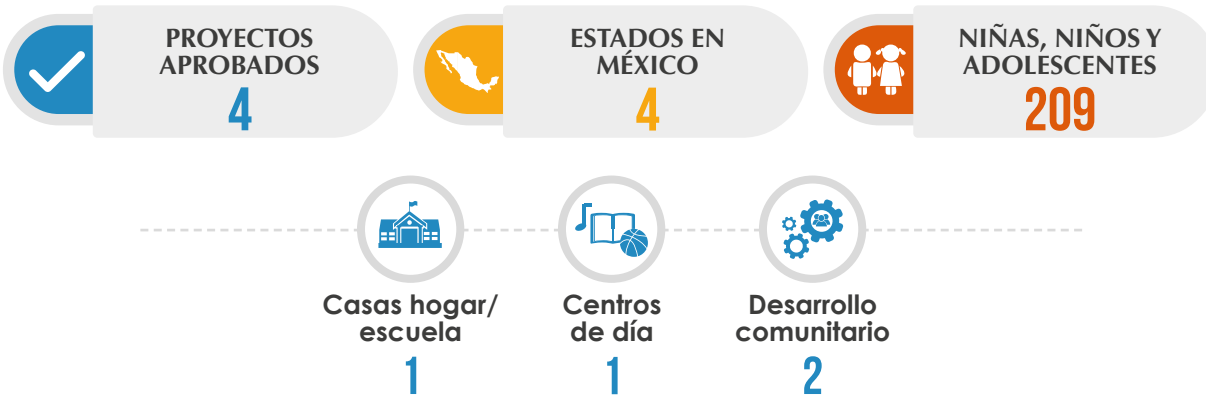 PROYECTOS
APROBADOS
4
ESTADOS EN
MÉXICO
4
NIÑAS, NIÑOS Y
ADOLESCENTES
209
Casas hogar/
escuela
1
Centros
de día
1
Desarrollo
comunitario
2